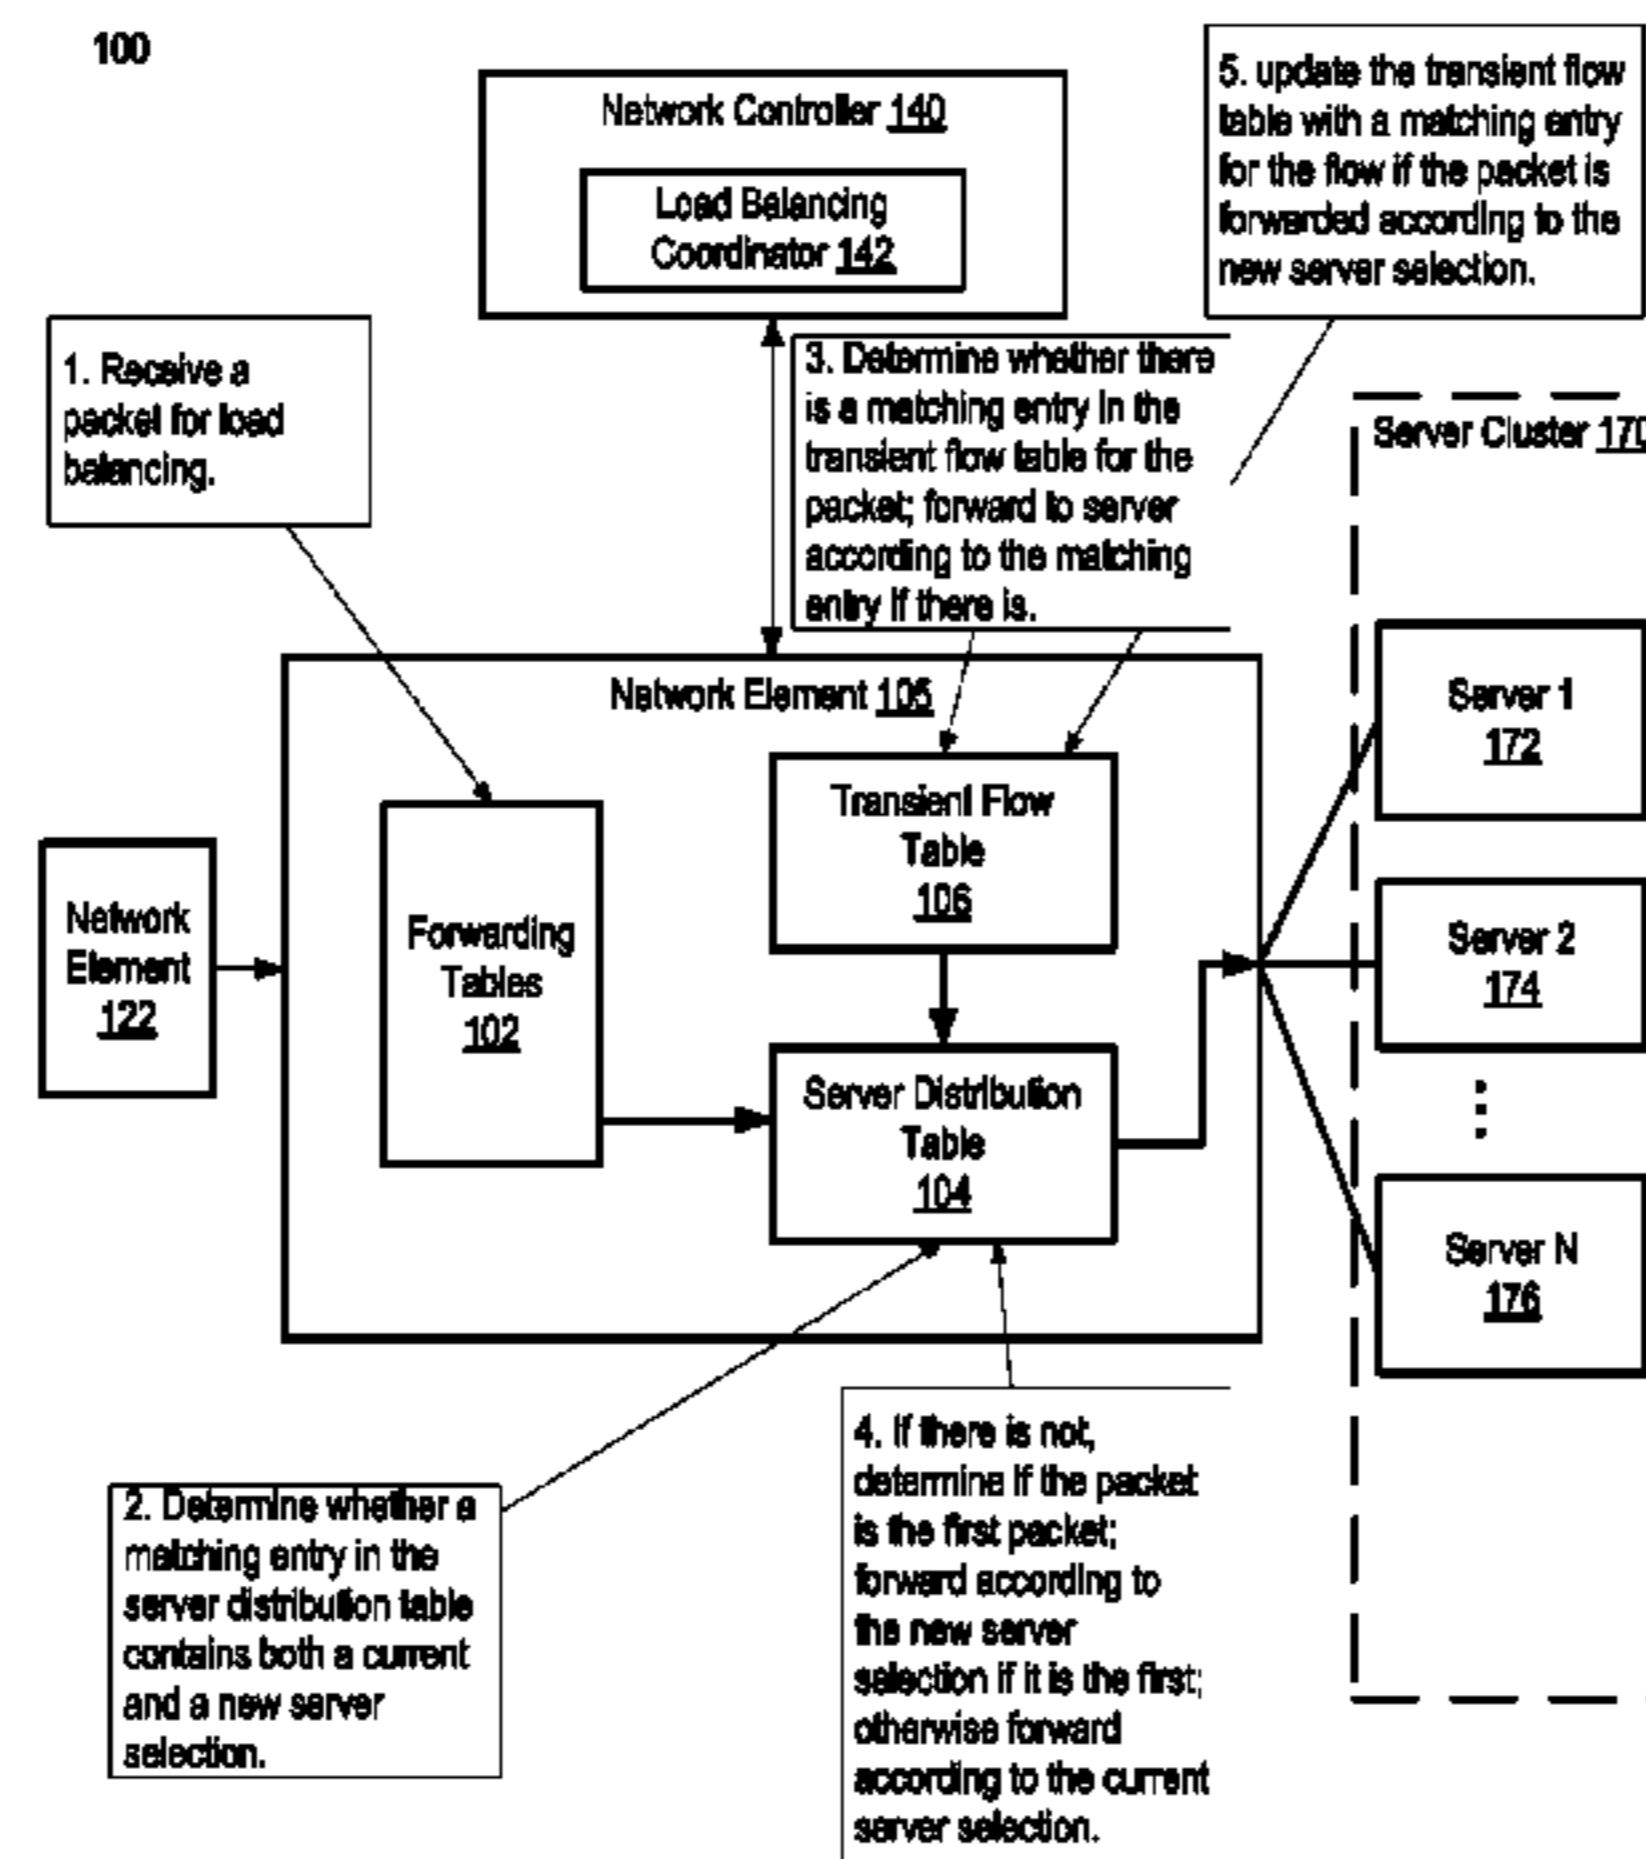 100
Network Controller 140
Load Balancing
Coordinator 142
5. update the transient flow
table with a matching entry
for the flow if the packet is
forwarded according to the
new server selection.
1. Receive a
packet for load
balancing.
3. Determine whether there
is a matching entry in the
transient flow table for the
packet; forward to server
according to the matching
entry if there is.
Server Cluster 170
Network Element 105
Network
Element
122
Forwarding
Tables
102
Transient Flow
Table
106
Server Distribution
Table
104
Server 1
172
Server 2
174
Server N
176
2. Determine whether a
matching entry in the
server distribution table
contains both a current
and a new server
selection.
4. If there is not,
determine if the packet
is the first packet;
forward according to
the new server
selection if it is the first;
otherwise forward
according to the current
server selection.